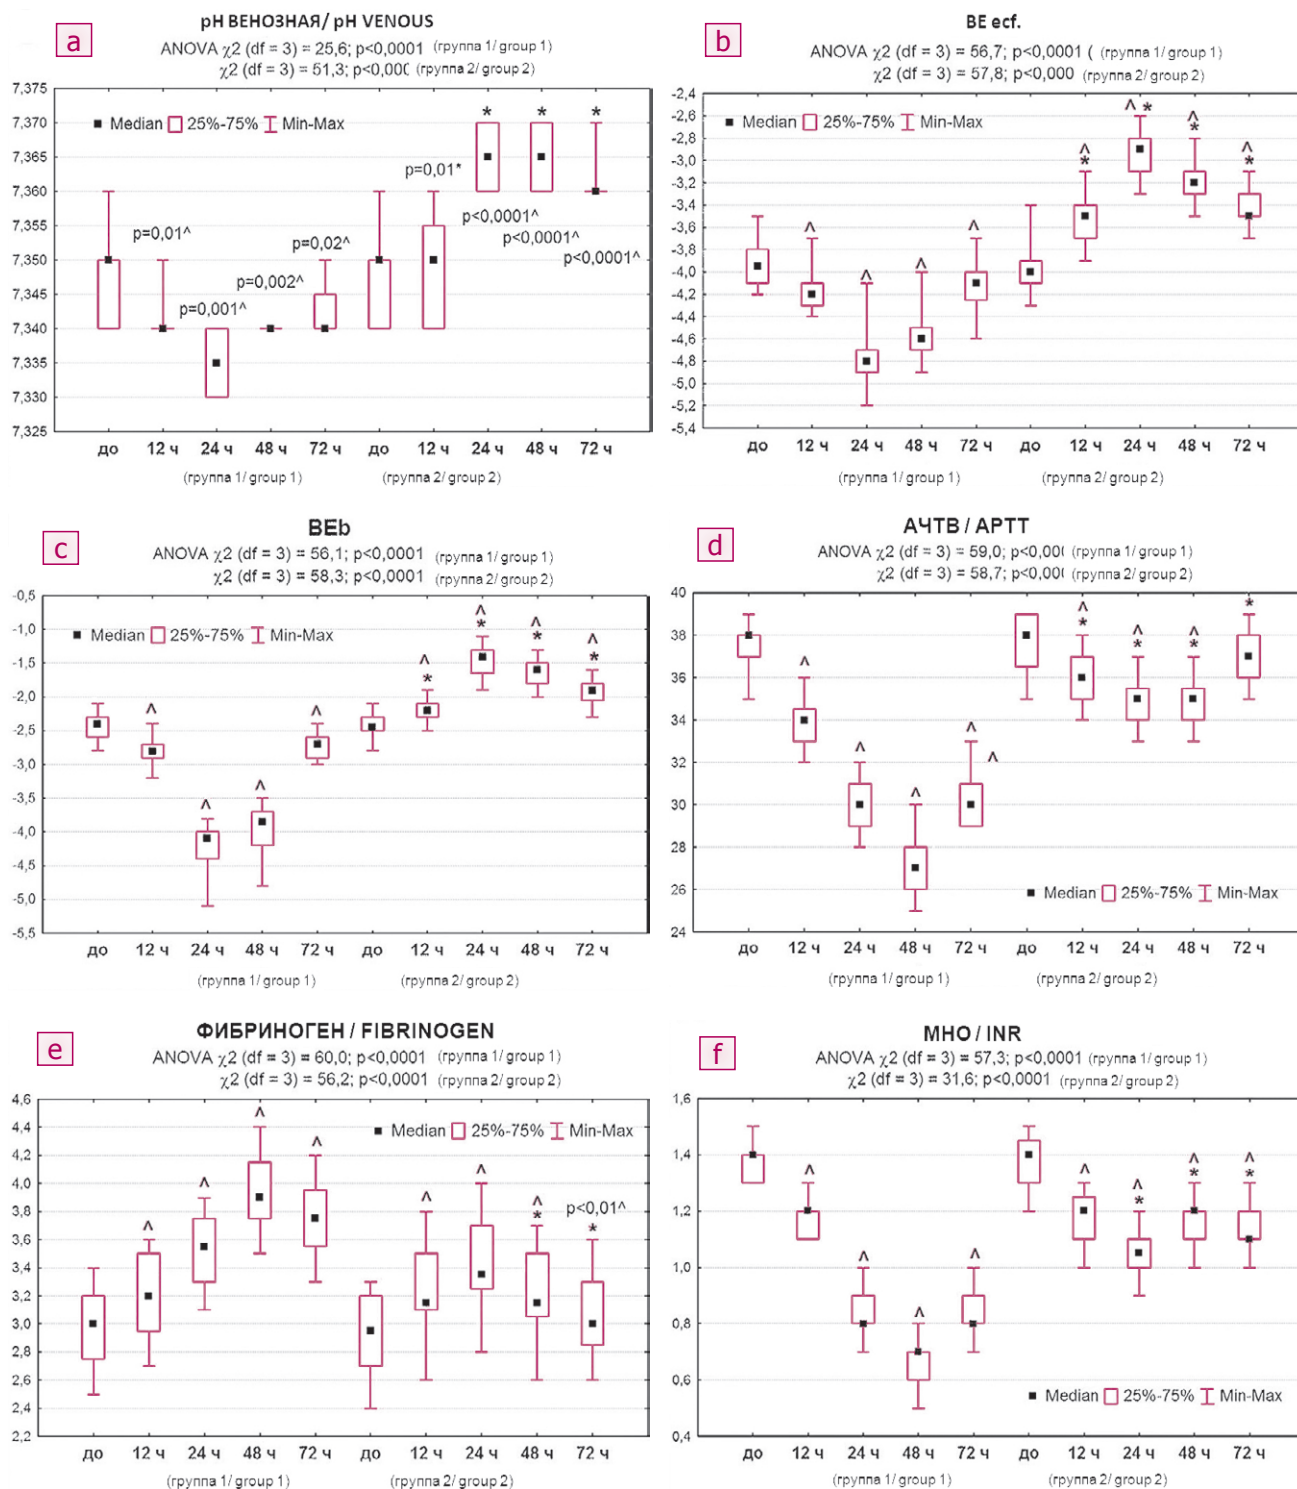 a
pH ВЕНОЗНАЯ/ pH VENOUS
ANOVA χ2 (df = 3) = 25,6; p<0,0001 (группа 1/ group 1)
χ2 (df = 3) = 51,3; p<0,00( (группа 2/ group 2)
7,375
7,370
7,365
7,360
7,355
7,350
7,345
7,340
7,335
7,330
7,325
Median 25%-75% Min-Max
* * *
p=0,01*
p=0,01^ p=0,02^ p<0,0001^
p=0,002^ p<0,0001^
p=0,001^ p<0,0001^
до 12 ч 24 ч 48 ч 72 ч до 12 ч 24 ч 48 ч 72 ч
(группа 1/ group 1) (группа 2/ group 2)
b
BE ecf.
ANOVA χ2 (df = 3) = 56,7; p<0,0001 ( (группа 1/ group 1)
χ2 (df = 3) = 57,8; p<0,000 (группа 2/ group 2)
-2,4
-2,6
-2,8
-3,0
-3,2
-3,4
-3,6
-3,8
-4,0
-4,2
-4,4
-4,6
-4,8
-5,0
-5,2
-5,4
Median 25%-75% Min-Max
^ ^ ^ ^ ^* ^* ^* ^*
до 12 ч 24 ч 48 ч 72 ч до 12 ч 24 ч 48 ч 72 ч
(группа 1/ group 1) (группа 2/ group 2)
c
BEb
ANOVA χ2 (df = 3) = 56,1; p<0,0001 (группа 1/ group 1)
χ2 (df = 3) = 58,3; p<0,0001 (группа 2/ group 2)
-0,5
-1,0
-1,5
-2,0
-2,5
-3,0
-3,5
-4,0
-4,5
-5,0
-5,5
Median 25%-75% Min-Max
^ ^ ^ ^ ^* ^* ^* ^*
до 12 ч 24 ч 48 ч 72 ч до 12 ч 24 ч 48 ч 72 ч
(группа 1/ group 1) (группа 2/ group 2)
d
АЧТВ / APTT
ANOVA χ2 (df = 3) = 59,0; p<0,00( (группа 1/ group 1)
χ2 (df = 3) = 58,7; p<0,00( (группа 2/ group 2)
40
38
36
34
32
30
28
26
24
^ ^ ^ ^ ^ ^* ^* ^* *
Median 25%-75% Min-Max
до 12 ч 24 ч 48 ч 72 ч до 12 ч 24 ч 48 ч 72 ч
(группа 1/ group 1) (группа 2/ group 2)
e
ФИБРИНОГЕН / FIBRINOGEN
ANOVA χ2 (df = 3) = 60,0; p<0,0001 (группа 1/ group 1)
χ2 (df = 3) = 56,2; p<0,0001 (группа 2/ group 2)
4,6
4,4
4,2
4,0
3,8
3,6
3,4
3,2
3,0
2,8
2,6
2,4
2,2
Median 25%-75% Min-Max
^ ^ ^ ^ ^ ^ ^* p<0,01^ *
до 12 ч 24 ч 48 ч 72 ч до 12 ч 24 ч 48 ч 72 ч
(группа 1/ group 1) (группа 2/ group 2)
f
МНО / INR
ANOVA χ2 (df = 3) = 57,3; p<0,0001 (группа 1/ group 1)
χ2 (df = 3) = 31,6; p<0,0001 (группа 2/ group 2)
1,6
1,4
1,2
1,0
0,8
0,6
0,4
^ ^ ^ ^ ^ ^* ^* ^*
Median 25%-75% Min-Max
до 12 ч 24 ч 48 ч 72 ч до 12 ч 24 ч 48 ч 72 ч
(группа 1/ group 1) (группа 2/ group 2)